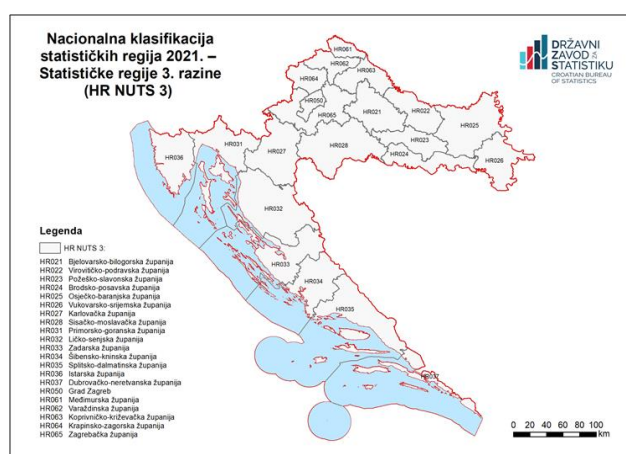 Nacionalna klasifikacija
statističkih regija 2021. –
Statističke regije 3. razine
(HR NUTS 3)
DRŽAVNI
ZAVOD ZA
STATISTIKU
CROATIAN BUREAU
OF STATISTICS
HR061
HR062
HR063
HR064
HR050
HR065
HR021
HR022
HR025
HR023
HR024
HR026
HR028
HR027
HR031
HR036
HR032
HR033
HR034
HR035
HR037
Legenda
HR NUTS 3:
HR021 Bjelovarsko-bilogorska županija
HR022 Virovitičko-podravska županija
HR023 Požeško-slavonska županija
HR024 Brodsko-posavska županija
HR025 Osječko-baranjska županija
HR026 Vukovarsko-srijemska županija
HR027 Karlovačka županija
HR028 Sisačko-moslavačka županija
HR031 Primorsko-goranska županija
HR032 Ličko-senjska županija
HR033 Zadarska županija
HR034 Šibensko-kninska županija
HR035 Splitsko-dalmatinska županija
HR036 Istarska županija
HR037 Dubrovačko-neretvanska županija
HR050 Grad Zagreb
HR061 Međimurska županija
HR062 Varaždinska županija
HR063 Koprivničko-križevačka županija
HR064 Krapinsko-zagorska županija
HR065 Zagrebačka županija
0 20 40 60 80 100
km